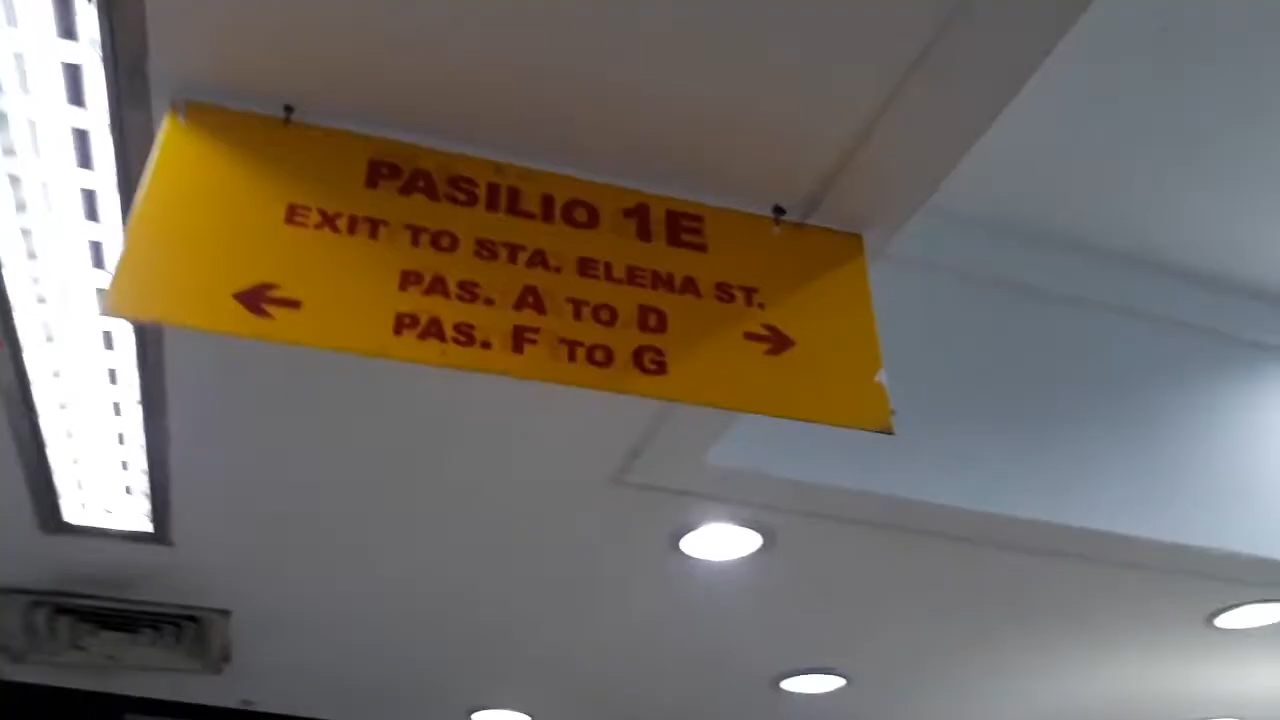 PASILIO 1E
EXIT TO STA. ELENA ST.
PAS. A TO D
PAS. F TO G